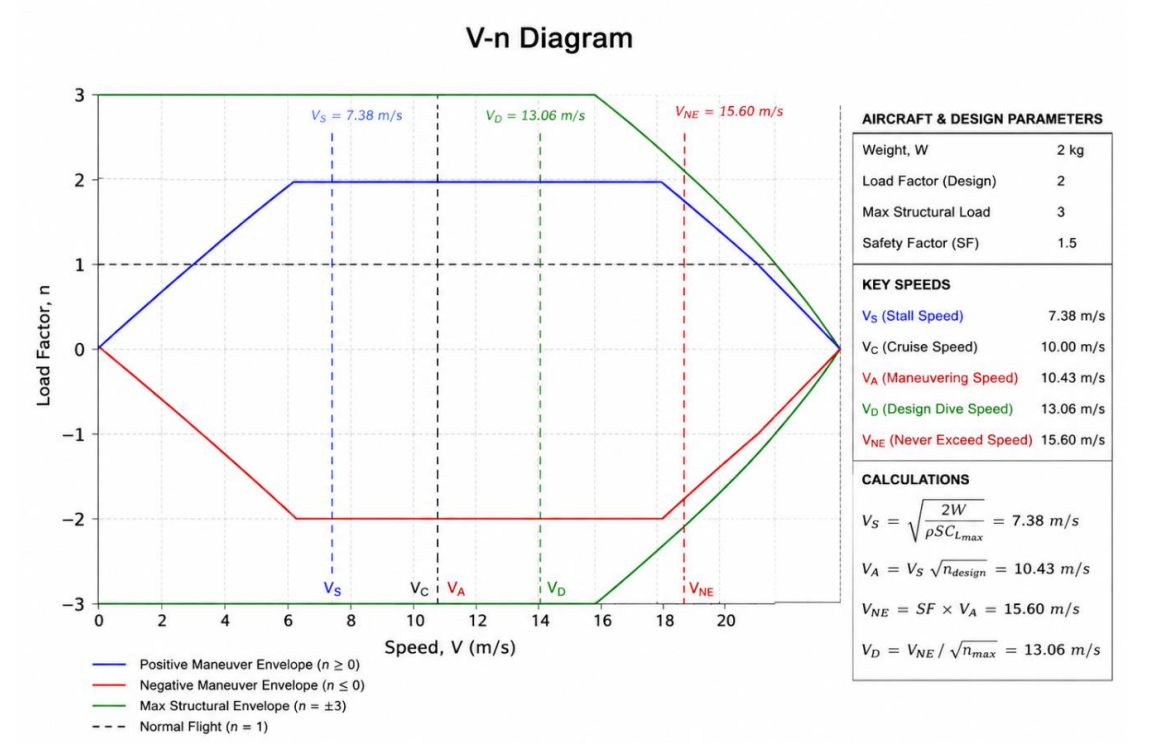 V-n Diagram
V_S = 7.38 m/s
V_D = 13.06 m/s
V_NE = 15.60 m/s
Load Factor, n
3
2
1
0
−1
−2
−3
V_S
V_C
V_A
V_D
V_NE
0 2 4 6 8 10 12 14 16 18 20
Speed, V (m/s)
Positive Maneuver Envelope (n ≥ 0)
Negative Maneuver Envelope (n ≤ 0)
Max Structural Envelope (n = ±3)
Normal Flight (n = 1)
AIRCRAFT & DESIGN PARAMETERS
Weight, W 2 kg
Load Factor (Design) 2
Max Structural Load 3
Safety Factor (SF) 1.5
KEY SPEEDS
V_S (Stall Speed) 7.38 m/s
V_C (Cruise Speed) 10.00 m/s
V_A (Maneuvering Speed) 10.43 m/s
V_D (Design Dive Speed) 13.06 m/s
V_NE (Never Exceed Speed) 15.60 m/s
CALCULATIONS
V_S = √(2W / ρSC_Lmax) = 7.38 m/s
V_A = V_S √n_design = 10.43 m/s
V_NE = SF × V_A = 15.60 m/s
V_D = V_NE / √n_max = 13.06 m/s